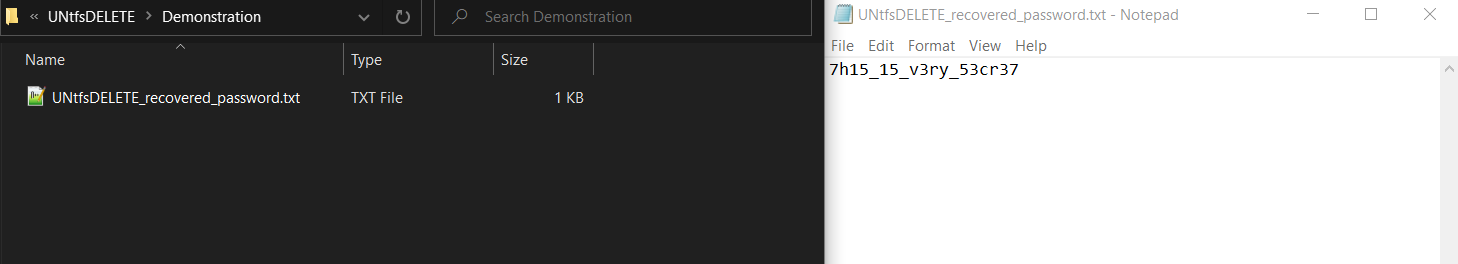 « UNtfsDELETE > Demonstration
Search Demonstration
Name Type Size
UNtfsDELETE_recovered_password.txt TXT File 1 KB
UNtfsDELETE_recovered_password.txt - Notepad
File Edit Format View Help
7h15_15_v3ry_53cr37